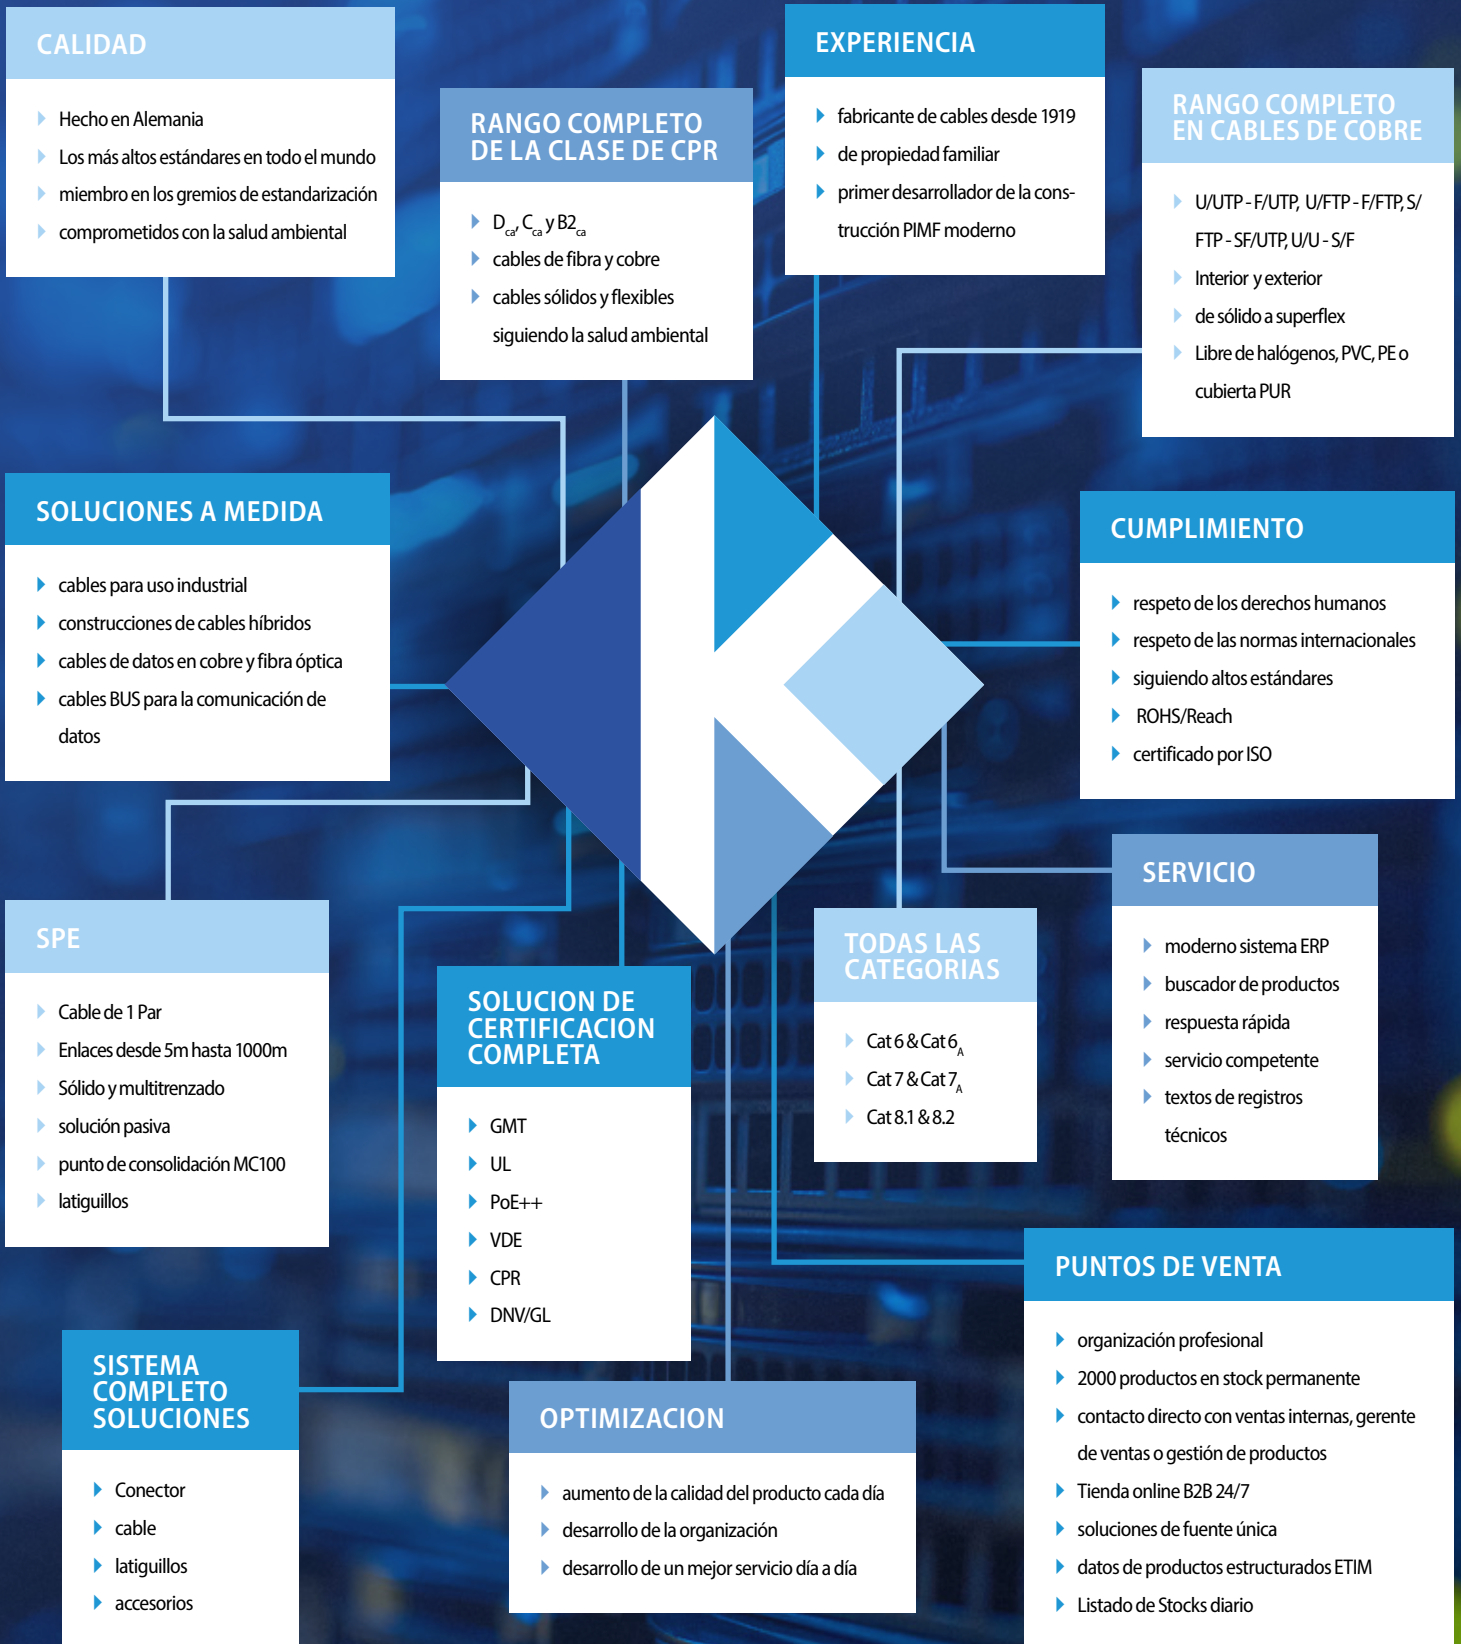 CALIDAD
Hecho en Alemania
Los más altos estándares en todo el mundo
miembro en los gremios de estandarización
comprometidos con la salud ambiental
RANGO COMPLETO
DE LA CLASE DE CPR
Dca, Cca y B2ca
cables de fibra y cobre
cables sólidos y flexibles
siguiendo la salud ambiental
EXPERIENCIA
fabricante de cables desde 1919
de propiedad familiar
primer desarrollador de la cons-
trucción PIMF moderno
RANGO COMPLETO
EN CABLES DE COBRE
U/UTP - F/UTP, U/FTP - F/FTP, S/
FTP - SF/UTP, U/U - S/F
Interior y exterior
de sólido a superflex
Libre de halógenos, PVC, PE o
cubierta PUR
SOLUCIONES A MEDIDA
cables para uso industrial
construcciones de cables híbridos
cables de datos en cobre y fibra óptica
cables BUS para la comunicación de
datos
CUMPLIMIENTO
respeto de los derechos humanos
respeto de las normas internacionales
siguiendo altos estándares
ROHS/Reach
certificado por ISO
SERVICIO
moderno sistema ERP
buscador de productos
respuesta rápida
servicio competente
textos de registros
técnicos
SPE
Cable de 1 Par
Enlaces desde 5m hasta 1000m
Sólido y multitrenzado
solución pasiva
punto de consolidación MC100
latiguillos
SOLUCION DE
CERTIFICACION
COMPLETA
GMT
UL
PoE++
VDE
CPR
DNV/GL
TODAS LAS
CATEGORIAS
Cat 6 & Cat 6A
Cat 7 & Cat 7A
Cat 8.1 & 8.2
PUNTOS DE VENTA
organización profesional
2000 productos en stock permanente
contacto directo con ventas internas, gerente
de ventas o gestión de productos
Tienda online B2B 24/7
soluciones de fuente única
datos de productos estructurados ETIM
Listado de Stocks diario
SISTEMA
COMPLETO
SOLUCIONES
Conector
cable
latiguillos
accesorios
OPTIMIZACION
aumento de la calidad del producto cada día
desarrollo de la organización
desarrollo de un mejor servicio día a día